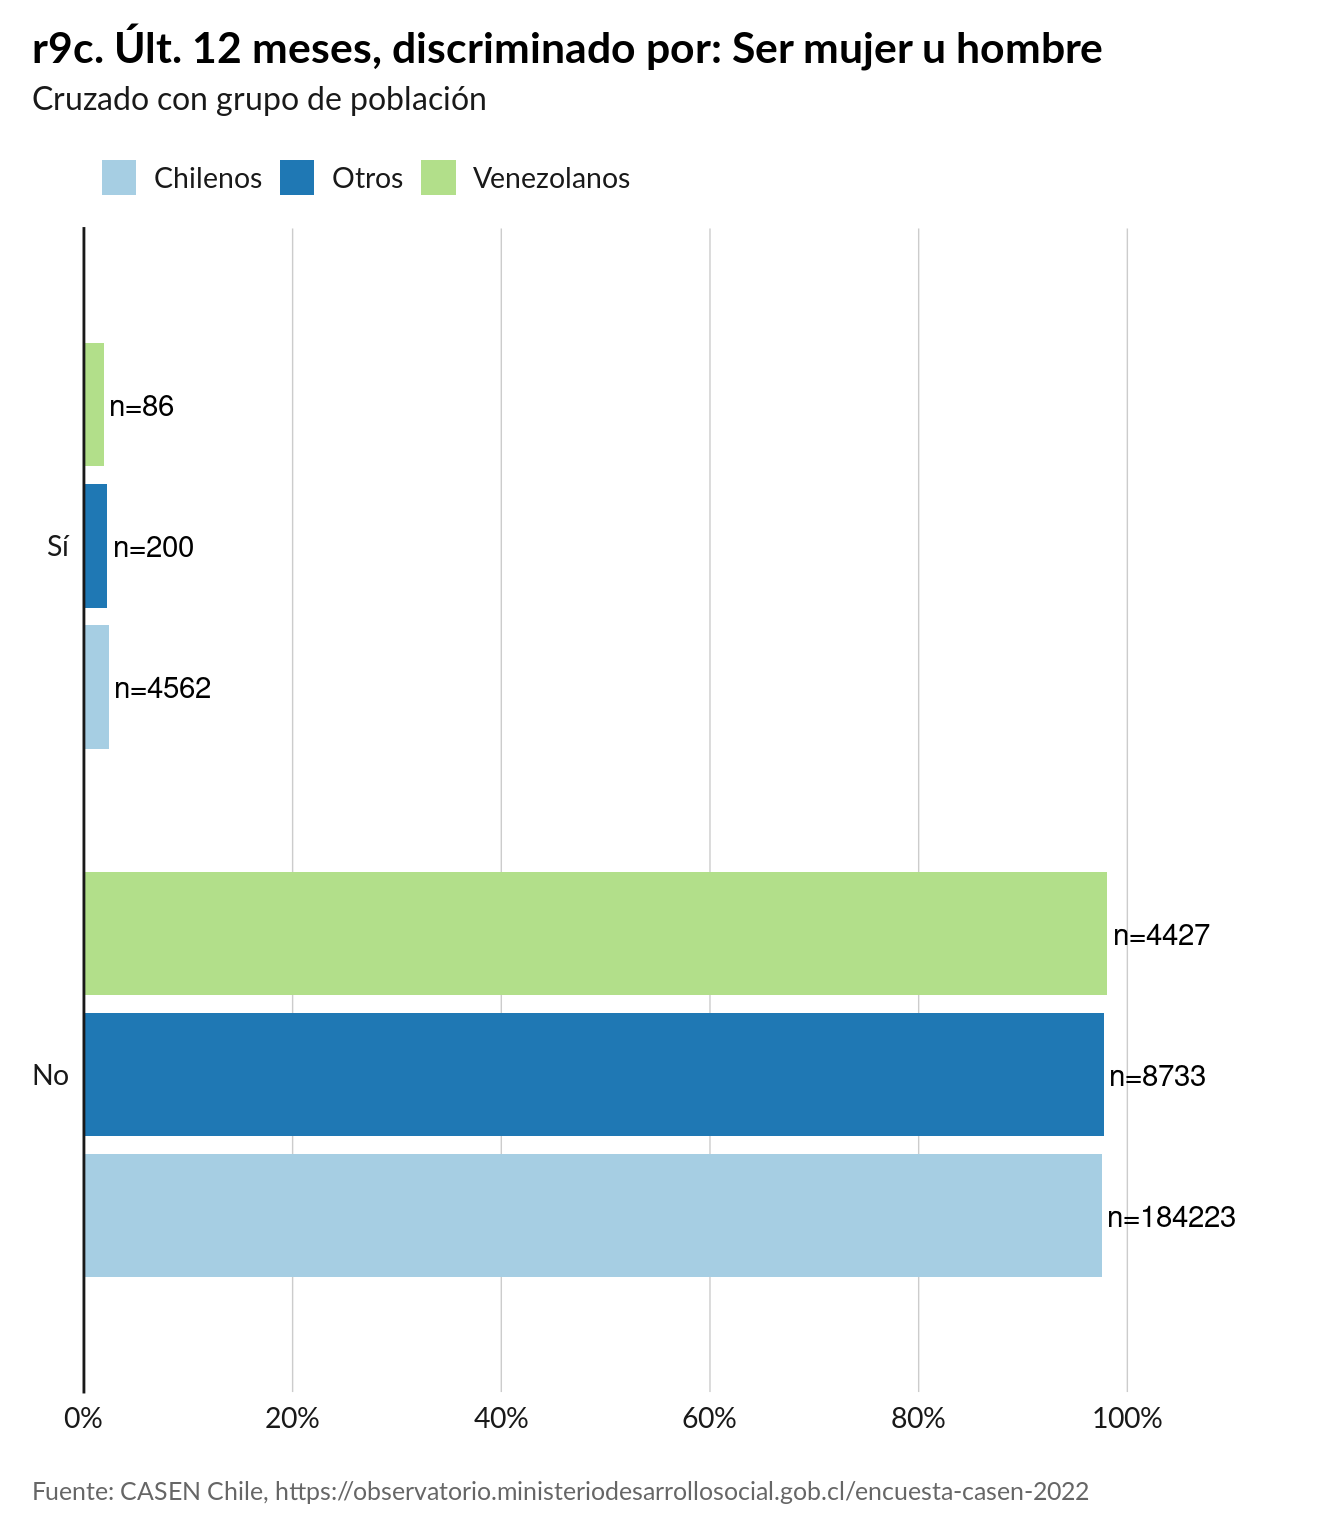 r9c. Últ. 12 meses, discriminado por: Ser mujer u hombre
Cruzado con grupo de población
Chilenos Otros Venezolanos
n=86
Sí n=200
n=4562
n=4427
No n=8733
n=184223
0% 20% 40% 60% 80% 100%
Fuente: CASEN Chile, https://observatorio.ministeriodesarrollosocial.gob.cl/encuesta-casen-2022